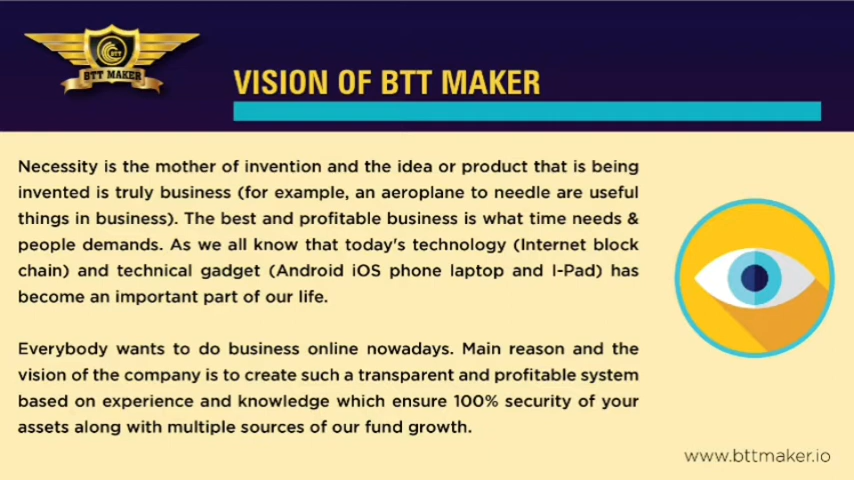 BTT
BTT MAKER
VISION OF BTT MAKER
Necessity is the mother of invention and the idea or product that is being
invented is truly business (for example, an aeroplane to needle are useful
things in business). The best and profitable business is what time needs &
people demands. As we all know that today's technology (Internet block
chain) and technical gadget (Android iOS phone laptop and I-Pad) has
become an important part of our life.
Everybody wants to do business online nowadays. Main reason and the
vision of the company is to create such a transparent and profitable system
based on experience and knowledge which ensure 100% security of your
assets along with multiple sources of our fund growth.
www.bttmaker.io